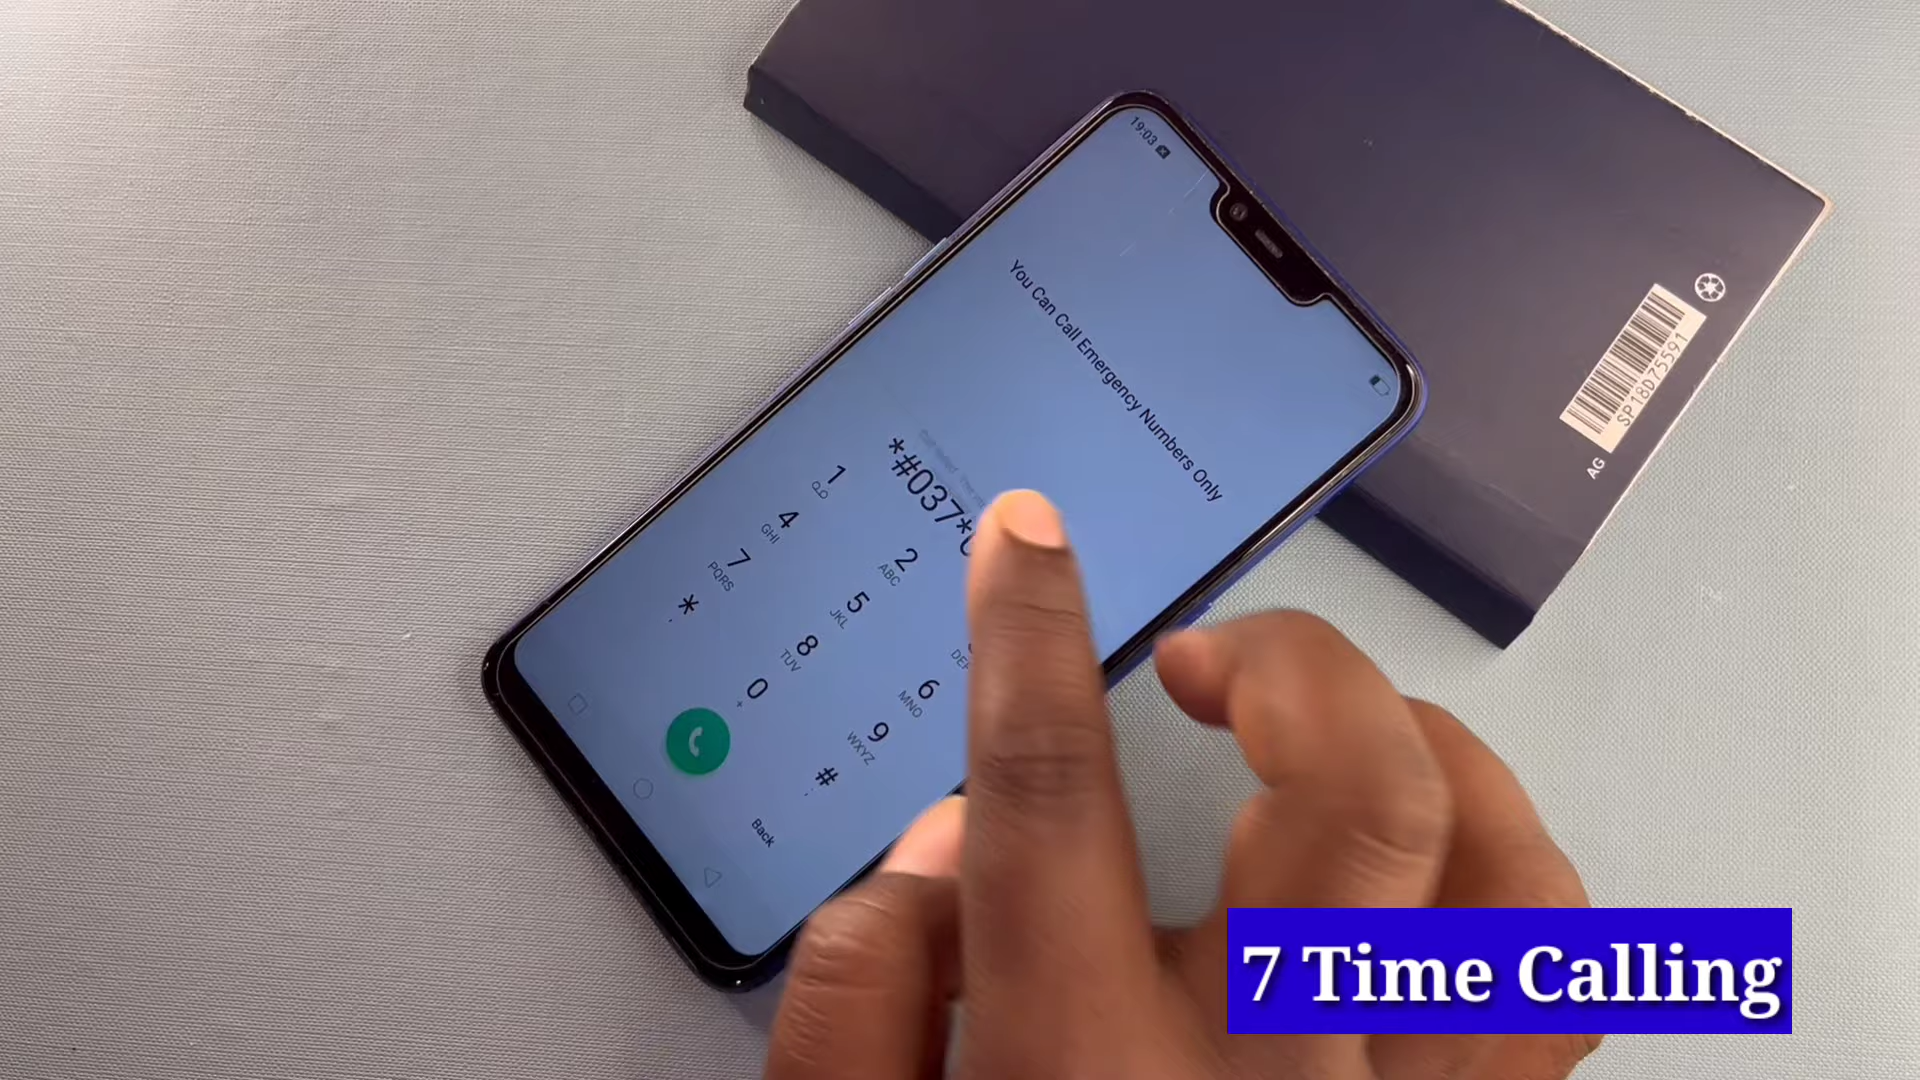 19:03
You Can Call Emergency Numbers Only
*#037*
1
2
ABC
4
GHI
5
JKL
6
MNO
7
PQRS
8
TUV
9
WXYZ
*
0
+
#
Back
SP18D75591
AG
7 Time Calling